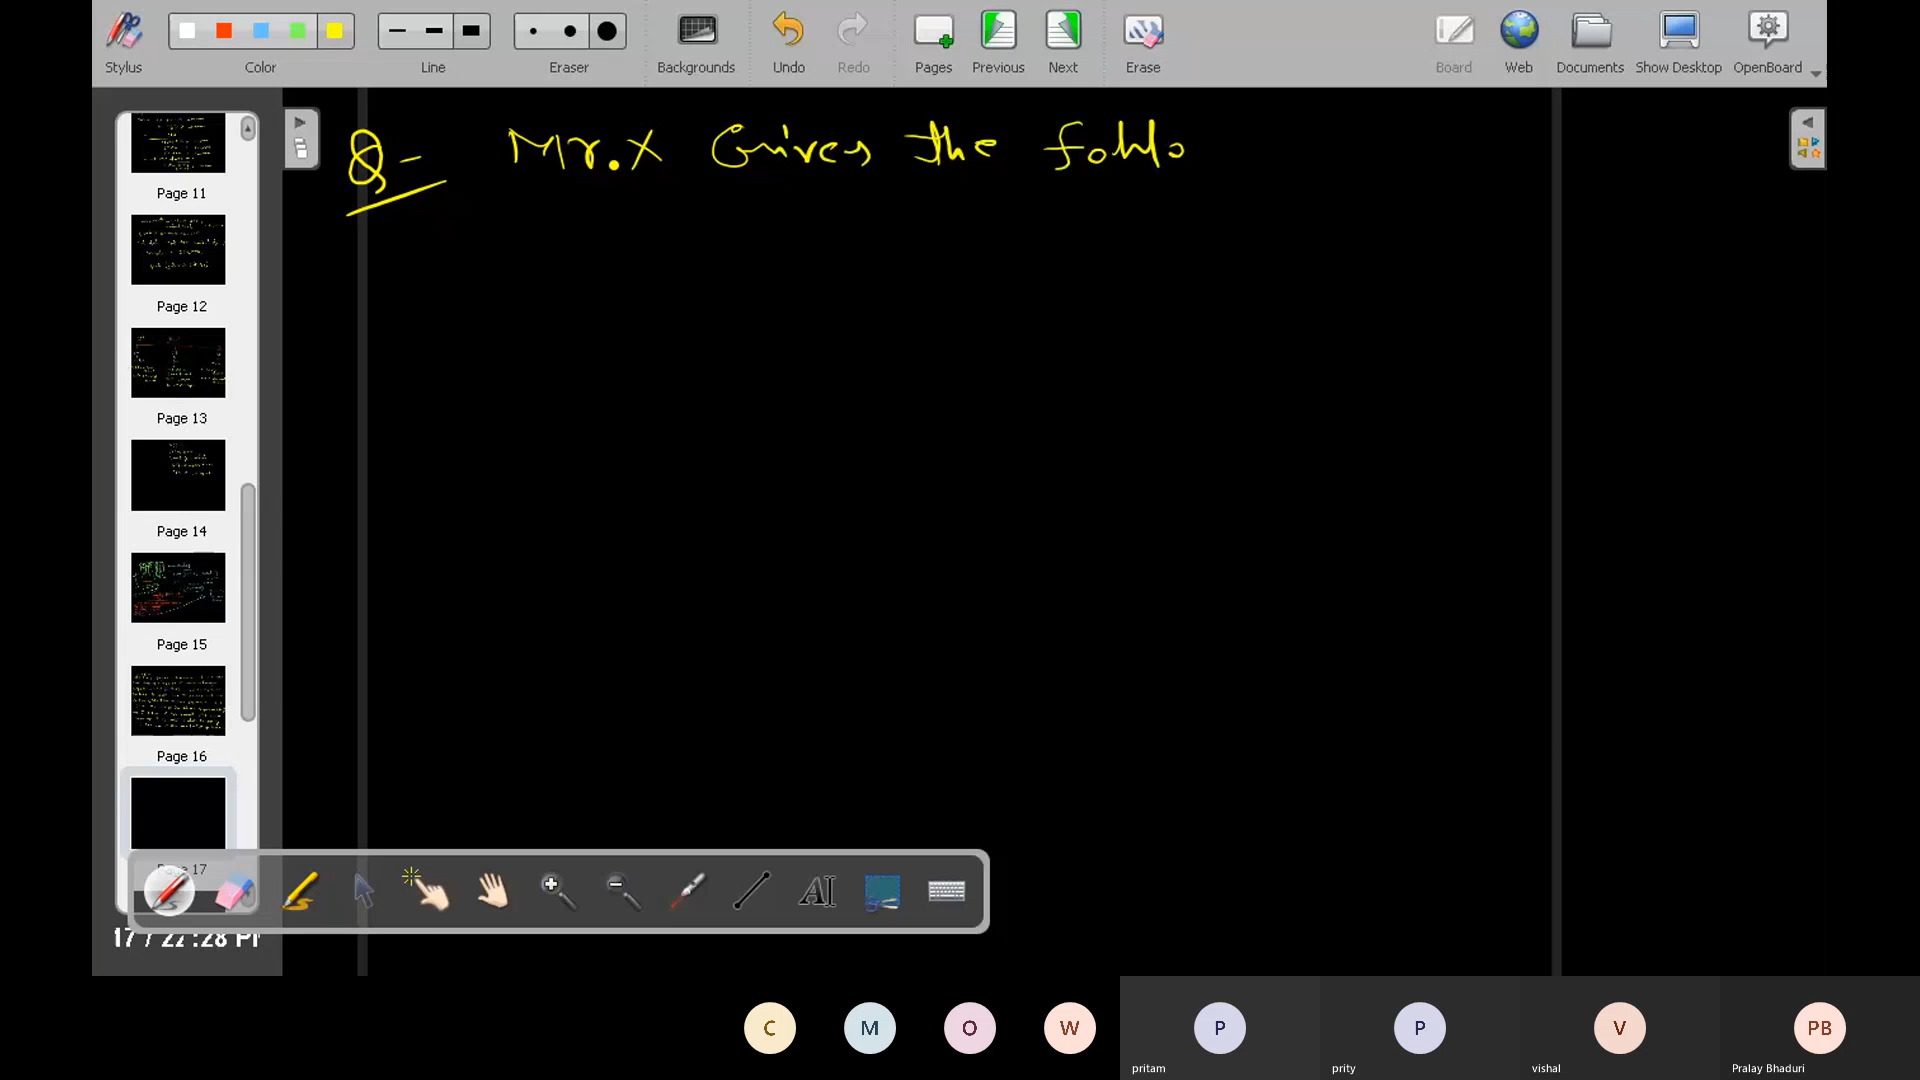 Stylus
Color
Line
Eraser
Backgrounds
Undo
Redo
Pages
Previous
Next
Erase
Board
Web
Documents
Show Desktop
OpenBoard
Q- Mr. X Gives the follo
Page 11
Page 12
Page 13
Page 14
Page 15
Page 16
Page 17
C
M
O
W
P
pritam
P
prity
V
vishal
PB
Pralay Bhaduri